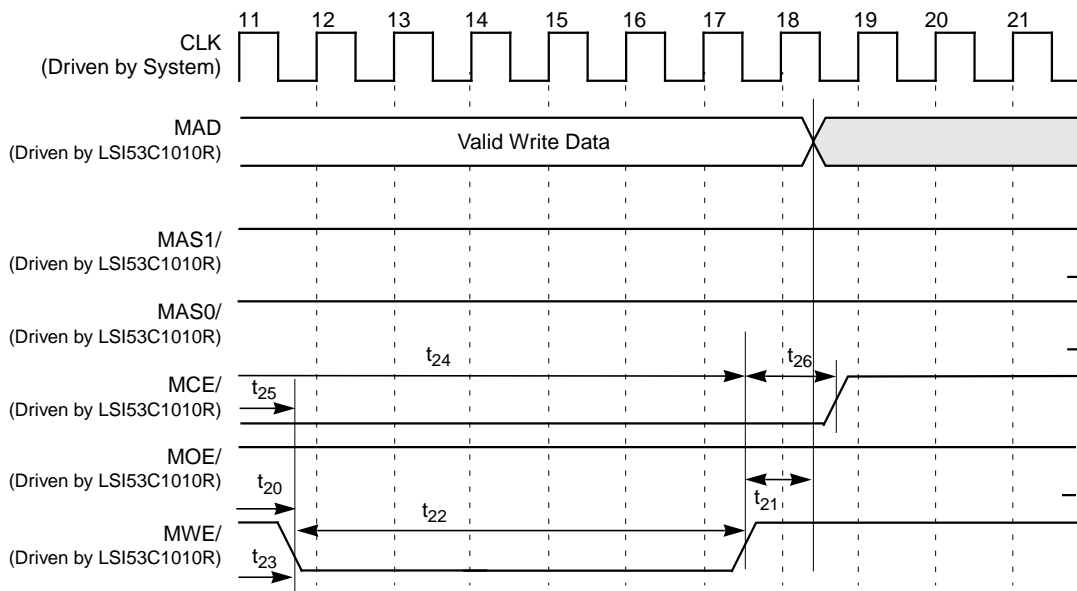 11 12 13 14 15 16 17 18 19 20 21
CLK
(Driven by System)
MAD
(Driven by LSI53C1010R)
Valid Write Data
MAS1/
(Driven by LSI53C1010R)
MAS0/
(Driven by LSI53C1010R)
t24
t26
MCE/
t25
(Driven by LSI53C1010R)
MOE/
(Driven by LSI53C1010R)
t20
t21
t22
MWE/
(Driven by LSI53C1010R)
t23